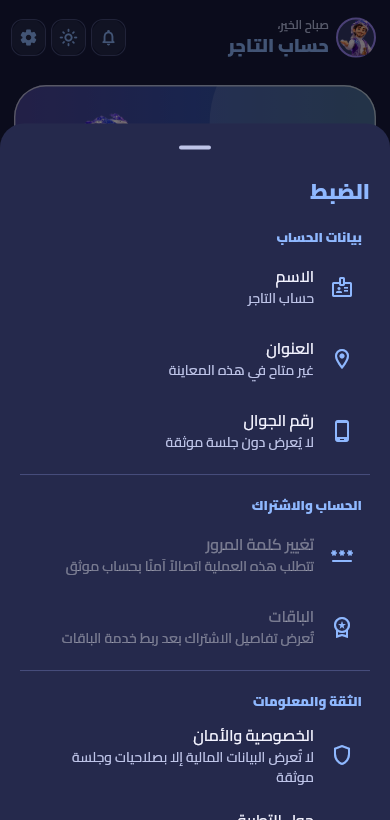 صباح الخير،
حساب التاجر
الضبط
بيانات الحساب
الاسم
حساب التاجر
العنوان
غير متاح في هذه المعاينة
رقم الجوال
لا يُعرض دون جلسة موثقة
الحساب والاشتراك
تغيير كلمة المرور
تتطلب هذه العملية اتصالاً آمنًا بحساب موثق
الباقات
تُعرض تفاصيل الاشتراك بعد ربط خدمة الباقات
الثقة والمعلومات
الخصوصية والأمان
لا تُعرض البيانات المالية إلا بصلاحيات وجلسة
موثقة